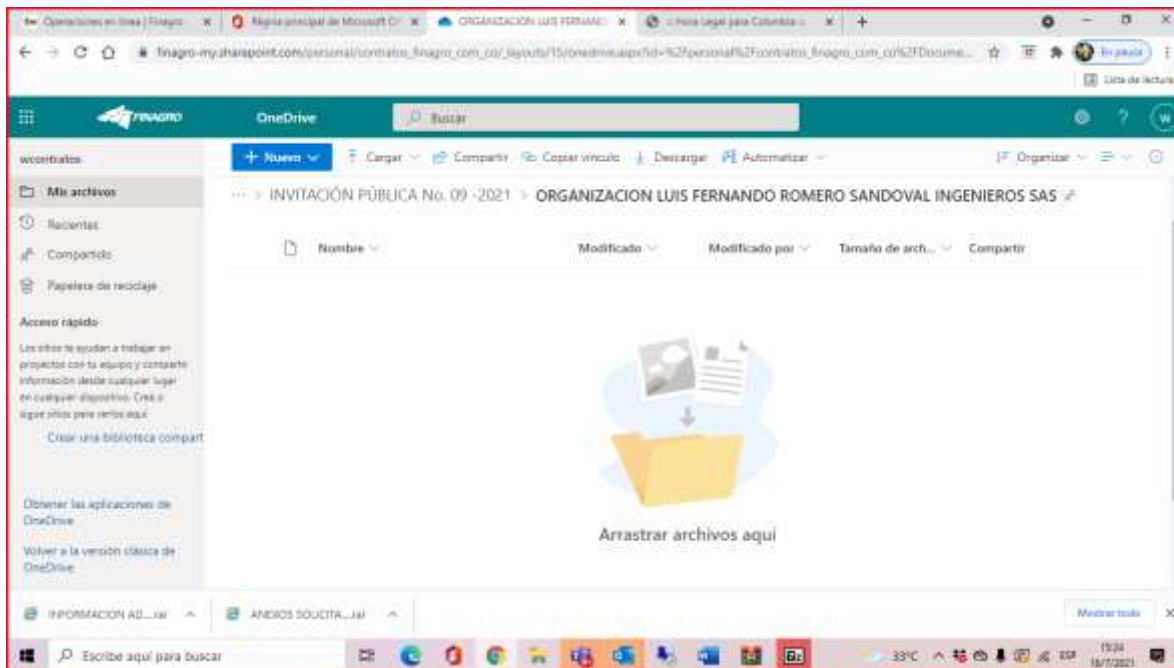 Operaciones en línea | Finagro
Página principal de Microsoft O
ORGANIZACIÓN LUIS FERNAND
:: Hora Legal para Colombia ::
finagro-my.sharepoint.com/personal/contratos_finagro_com_co/_layouts/15/onedrive.aspx?id=%2Fpersonal%2Fcontratos_finagro_com_co%2FDocume...
En pausa
Lista de lectura
FINAGRO
OneDrive
Buscar
wcontratos
Nuevo
Cargar
Compartir
Copiar vínculo
Descargar
Automatizar
Organizar
Mis archivos
... > INVITACIÓN PÚBLICA No. 09 -2021 > ORGANIZACION LUIS FERNANDO ROMERO SANDOVAL INGENIEROS SAS
Recientes
Compartido
Papelera de reciclaje
Nombre
Modificado
Modificado por
Tamaño de arch...
Compartir
Acceso rápido
Los sitios te ayudan a trabajar en
proyectos con tu equipo y compartir
información desde cualquier lugar
en cualquier dispositivo. Crea o
sigue sitios para verlos aquí.
Crear una biblioteca compart
Obtener las aplicaciones de
OneDrive
Volver a la versión clásica de
OneDrive
Arrastrar archivos aquí
INFORMACION AD....rar
ANEXOS SOLICITA....rar
Mostrar todo
Escribe aquí para buscar
33°C
ESP
15:24
16/7/2021